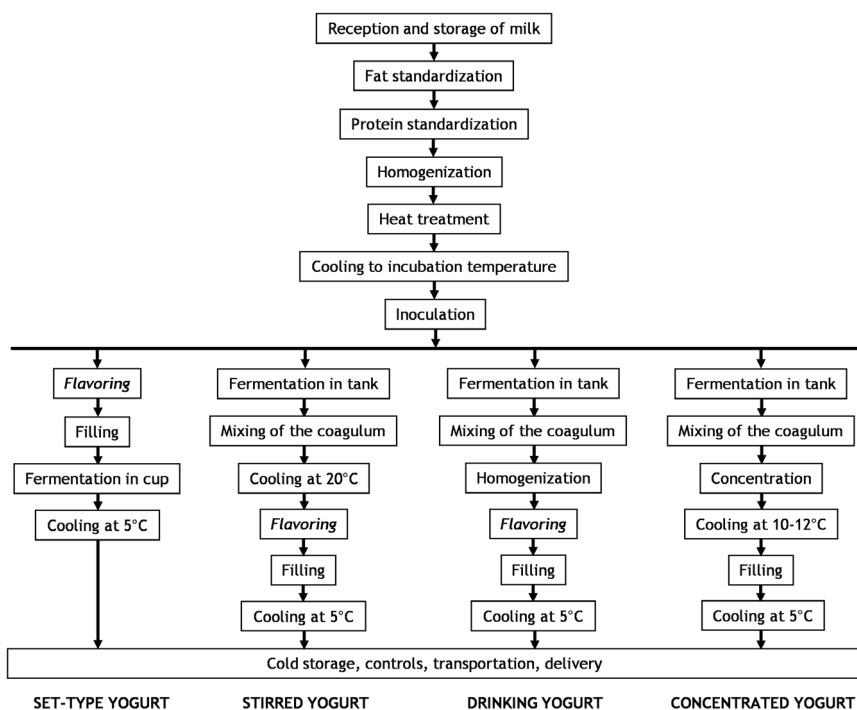 Reception and storage of milk
Fat standardization
Protein standardization
Homogenization
Heat treatment
Cooling to incubation temperature
Inoculation
Flavoring
Filling
Fermentation in cup
Cooling at 5°C
Fermentation in tank
Mixing of the coagulum
Cooling at 20°C
Flavoring
Filling
Cooling at 5°C
Fermentation in tank
Mixing of the coagulum
Homogenization
Flavoring
Filling
Cooling at 5°C
Fermentation in tank
Mixing of the coagulum
Concentration
Cooling at 10-12°C
Filling
Cooling at 5°C
Cold storage, controls, transportation, delivery
SET-TYPE YOGURT
STIRRED YOGURT
DRINKING YOGURT
CONCENTRATED YOGURT